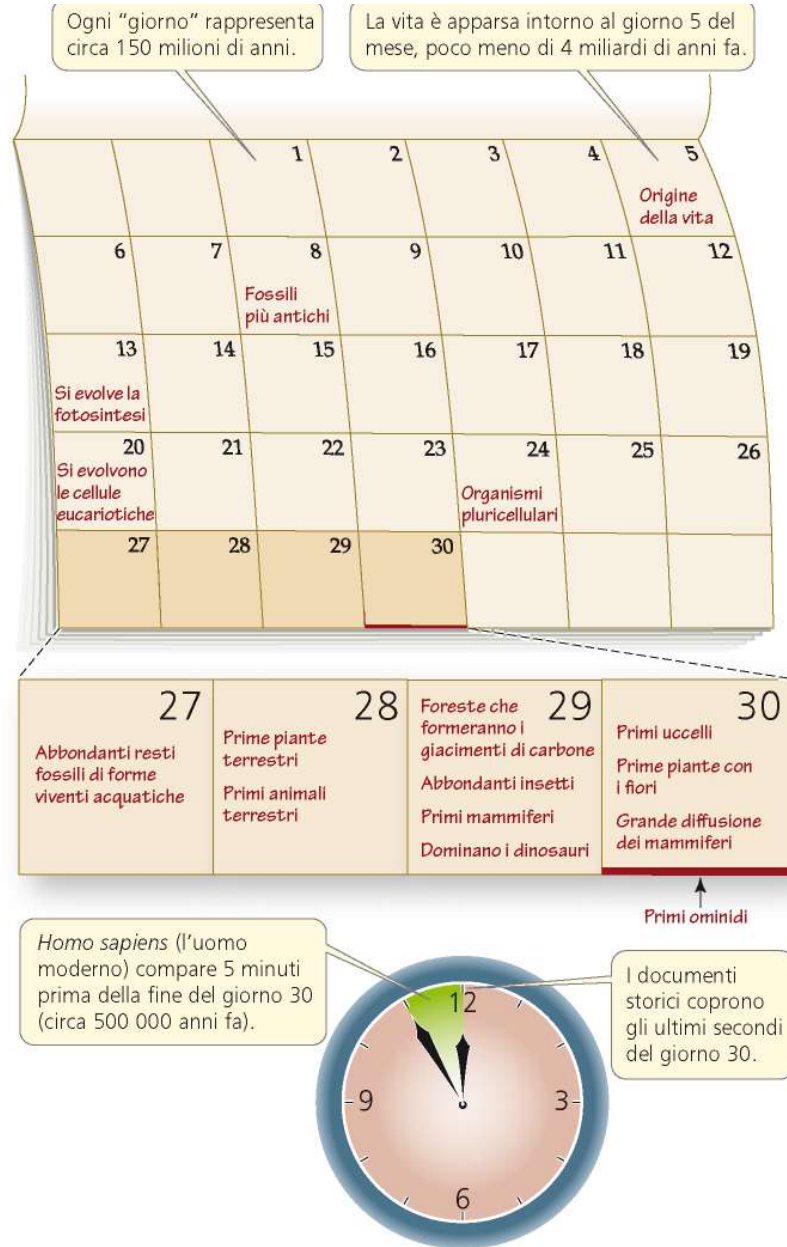 Ogni “giorno” rappresenta
circa 150 milioni di anni.
La vita è apparsa intorno al giorno 5 del
mese, poco meno di 4 miliardi di anni fa.
1
2
3
4
5
Origine
della vita
6
7
8
Fossili
più antichi
9
10
11
12
13
Si evolve la
fotosintesi
14
15
16
17
18
19
20
Si evolvono
le cellule
eucariotiche
21
22
23
24
Organismi
pluricellulari
25
26
27
28
29
30
27
Abbondanti resti
fossili di forme
viventi acquatiche
28
Prime piante
terrestri
Primi animali
terrestri
29
Foreste che
formeranno i
giacimenti di carbone
Abbondanti insetti
Primi mammiferi
Dominano i dinosauri
30
Primi uccelli
Prime piante con
i fiori
Grande diffusione
dei mammiferi
Primi ominidi
Homo sapiens (l’uomo
moderno) compare 5 minuti
prima della fine del giorno 30
(circa 500 000 anni fa).
I documenti
storici coprono
gli ultimi secondi
del giorno 30.
12
9
3
6